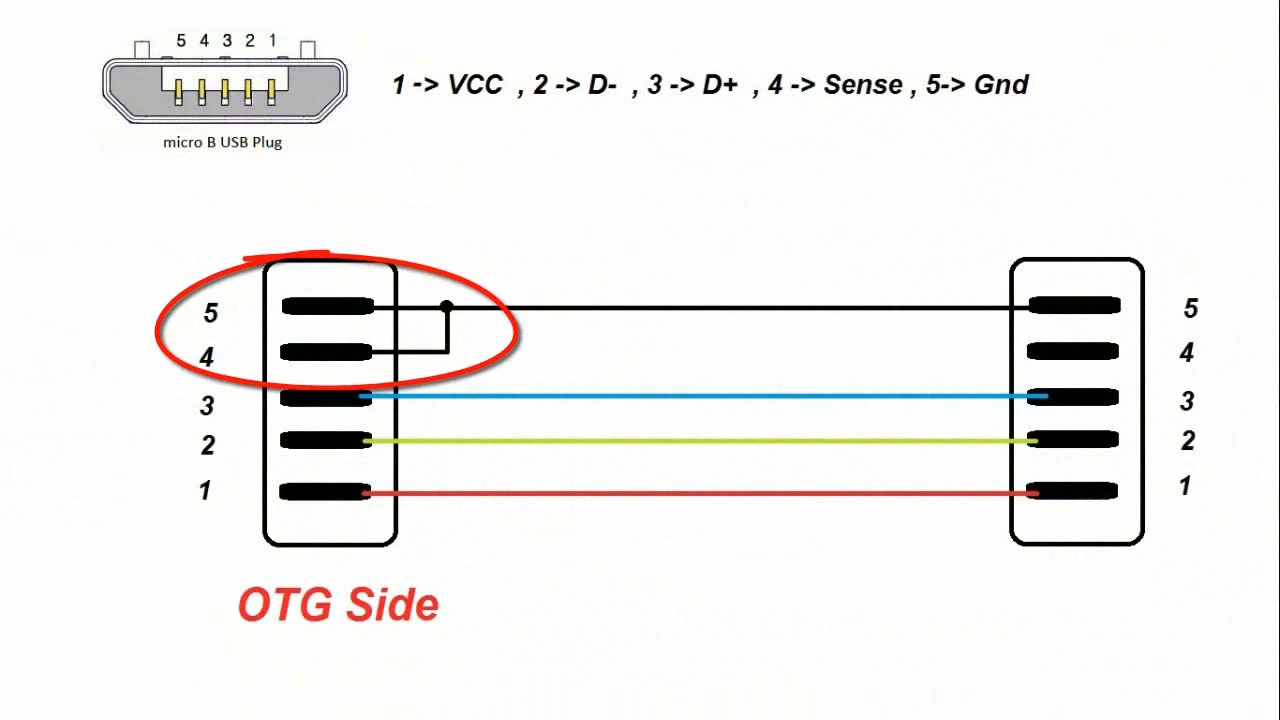 5 4 3 2 1
1 -> VCC , 2 -> D- , 3 -> D+ , 4 -> Sense , 5-> Gnd
micro B USB Plug
5 5
4 4
3 3
2 2
1 1
OTG Side